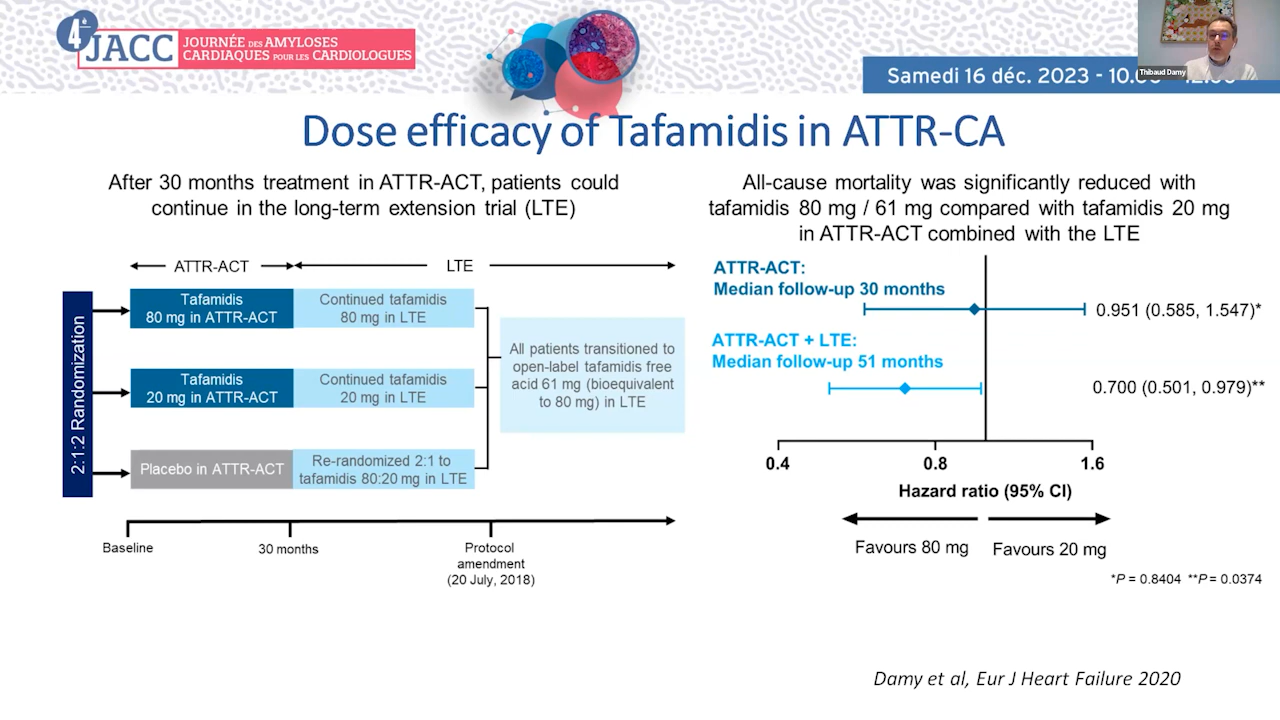 4è
JACC
JOURNÉE DES AMYLOSES
CARDIAQUES POUR LES CARDIOLOGUES
Thibaud Damy
Samedi 16 déc. 2023 - 10.
Dose efficacy of Tafamidis in ATTR-CA
After 30 months treatment in ATTR-ACT, patients could
continue in the long-term extension trial (LTE)
ATTR-ACT
LTE
2:1:2 Randomization
Tafamidis
80 mg in ATTR-ACT
Continued tafamidis
80 mg in LTE
Tafamidis
20 mg in ATTR-ACT
Continued tafamidis
20 mg in LTE
Placebo in ATTR-ACT
Re-randomized 2:1 to
tafamidis 80:20 mg in LTE
All patients transitioned to
open-label tafamidis free
acid 61 mg (bioequivalent
to 80 mg) in LTE
Baseline
30 months
Protocol
amendment
(20 July, 2018)
All-cause mortality was significantly reduced with
tafamidis 80 mg / 61 mg compared with tafamidis 20 mg
in ATTR-ACT combined with the LTE
ATTR-ACT:
Median follow-up 30 months
0.951 (0.585, 1.547)*
ATTR-ACT + LTE:
Median follow-up 51 months
0.700 (0.501, 0.979)**
0.4 0.8 1.6
Hazard ratio (95% CI)
Favours 80 mg Favours 20 mg
*P = 0.8404 **P = 0.0374
Damy et al, Eur J Heart Failure 2020